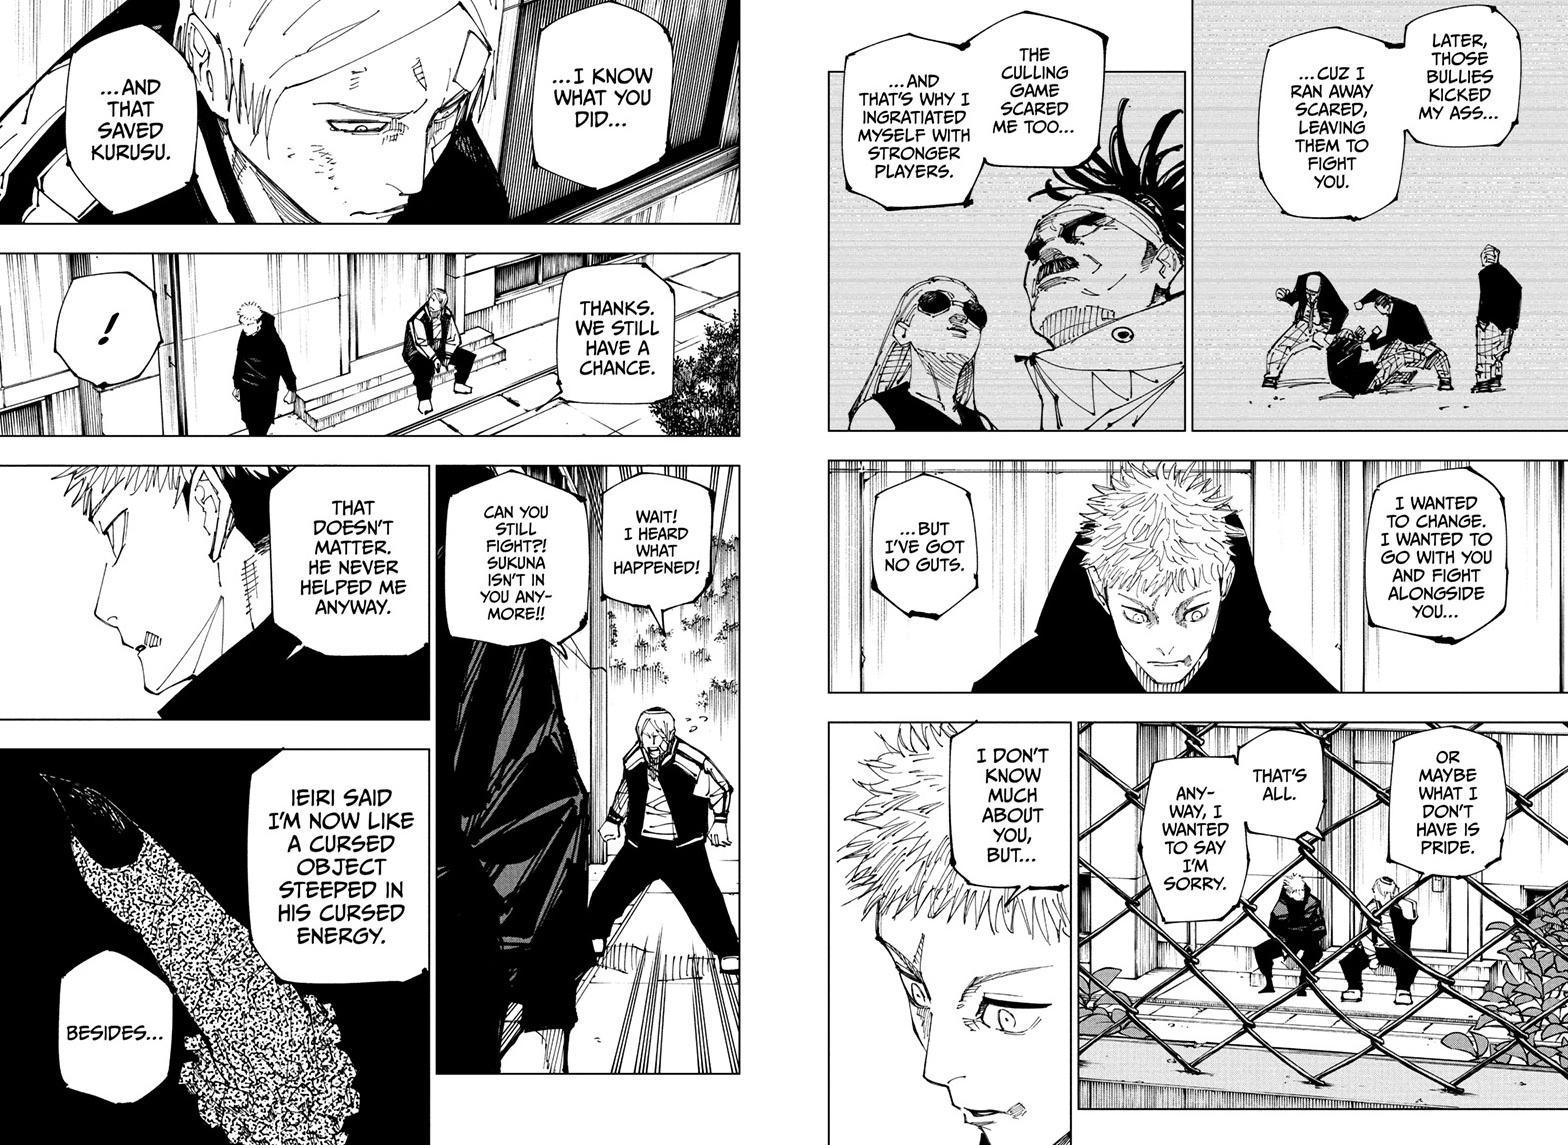 LATER,
THOSE
BULLIES
KICKED
MY ASS...
...CUZ I
RAN AWAY
SCARED,
LEAVING
THEM TO
FIGHT
YOU.
THE
CULLING
GAME
SCARED
ME TOO...
...AND
THAT'S WHY I
INGRATIATED
MYSELF WITH
STRONGER
PLAYERS.
I WANTED
TO CHANGE.
I WANTED TO
GO WITH YOU
AND FIGHT
ALONGSIDE
YOU...
...BUT
I'VE GOT
NO GUTS.
OR
MAYBE
WHAT I
DON'T
HAVE IS
PRIDE.
THAT'S
ALL.
ANY-
WAY, I
WANTED
TO SAY
I'M
SORRY.
I DON'T
KNOW
MUCH
ABOUT
YOU,
BUT...
...I KNOW
WHAT YOU
DID...
...AND
THAT
SAVED
KURUSU.
THANKS.
WE STILL
HAVE A
CHANCE.
!
WAIT!
I HEARD
WHAT
HAPPENED!
CAN YOU
STILL
FIGHT?!
SUKUNA
ISN'T IN
YOU ANY-
MORE!!
THAT
DOESN'T
MATTER.
HE NEVER
HELPED ME
ANYWAY.
IEIRI SAID
I'M NOW LIKE
A CURSED
OBJECT
STEEPED IN
HIS CURSED
ENERGY.
BESIDES...